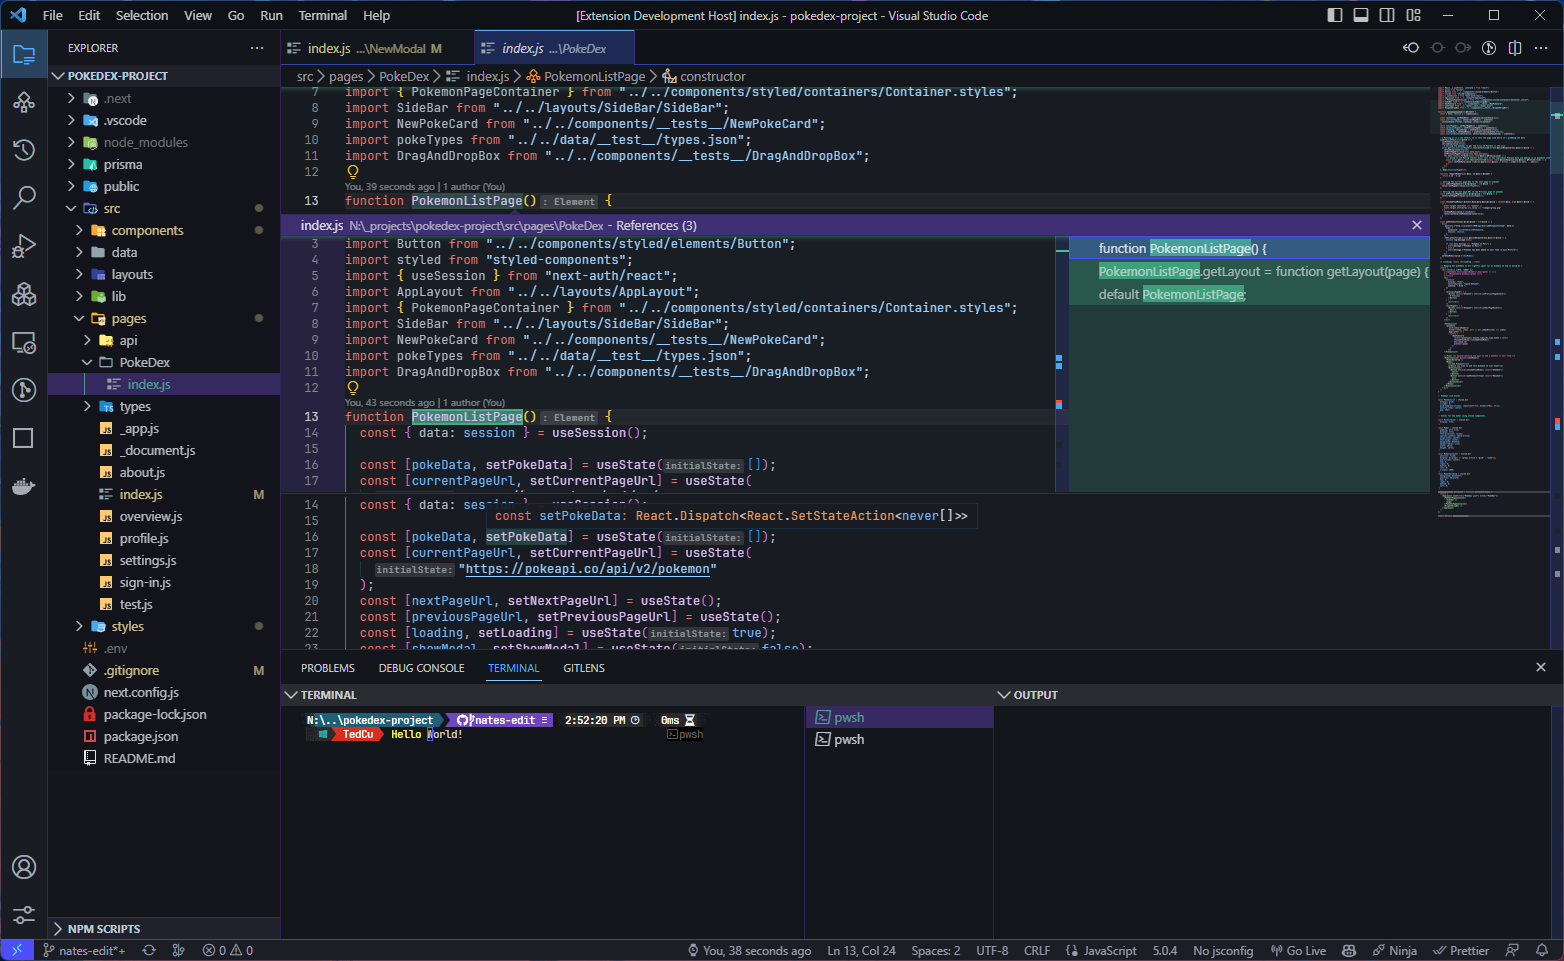 File Edit Selection View Go Run Terminal Help
[Extension Development Host] index.js - pokedex-project - Visual Studio Code
EXPLORER
POKEDEX-PROJECT
.next
.vscode
node_modules
prisma
public
src
components
data
layouts
lib
pages
api
PokeDex
index.js
types
_app.js
_document.js
about.js
index.js M
overview.js
profile.js
settings.js
sign-in.js
test.js
styles
.env
.gitignore M
next.config.js
package-lock.json
package.json
README.md
NPM SCRIPTS
index.js ...\NewModal M
index.js ...\PokeDex
src > pages > PokeDex > index.js > PokemonListPage > constructor
7 import { PokemonPageContainer } from "../../components/styled/containers/Container.styles";
8 import SideBar from "../../layouts/SideBar/SideBar";
9 import NewPokeCard from "../../components/__tests__/NewPokeCard";
10 import pokeTypes from "../../data/__test__/types.json";
11 import DragAndDropBox from "../../components/__tests__/DragAndDropBox";
12
You, 39 seconds ago | 1 author (You)
13 function PokemonListPage() : Element {
index.js N:\_projects\pokedex-project\src\pages\PokeDex - References (3)
3 import Button from "../../components/styled/elements/Button";
4 import styled from "styled-components";
5 import { useSession } from "next-auth/react";
6 import AppLayout from "../../layouts/AppLayout";
7 import { PokemonPageContainer } from "../../components/styled/containers/Container.styles";
8 import SideBar from "../../layouts/SideBar/SideBar";
9 import NewPokeCard from "../../components/__tests__/NewPokeCard";
10 import pokeTypes from "../../data/__test__/types.json";
11 import DragAndDropBox from "../../components/__tests__/DragAndDropBox";
12
You, 43 seconds ago | 1 author (You)
13 function PokemonListPage() : Element {
14 const { data: session } = useSession();
15
16 const [pokeData, setPokeData] = useState(initialState: []);
17 const [currentPageUrl, setCurrentPageUrl] = useState(
function PokemonListPage() {
PokemonListPage.getLayout = function getLayout(page) {
default PokemonListPage;
14 const { data: session } = useSession();
const setPokeData: React.Dispatch<React.SetStateAction<never[]>>
15
16 const [pokeData, setPokeData] = useState(initialState: []);
17 const [currentPageUrl, setCurrentPageUrl] = useState(
18 initialState: "https://pokeapi.co/api/v2/pokemon"
19 );
20 const [nextPageUrl, setNextPageUrl] = useState();
21 const [previousPageUrl, setPreviousPageUrl] = useState();
22 const [loading, setLoading] = useState(initialState: true);
23 const [showModal, setShowModal] = useState(initialState: false);
PROBLEMS DEBUG CONSOLE TERMINAL GITLENS
TERMINAL
N:\..\pokedex-project nates-edit ≡ 2:52:20 PM 0ms
TedCu Hello World! pwsh
pwsh
pwsh
OUTPUT
nates-edit*+ 0 0 You, 38 seconds ago Ln 13, Col 24 Spaces: 2 UTF-8 CRLF JavaScript 5.0.4 No jsconfig Go Live Ninja Prettier